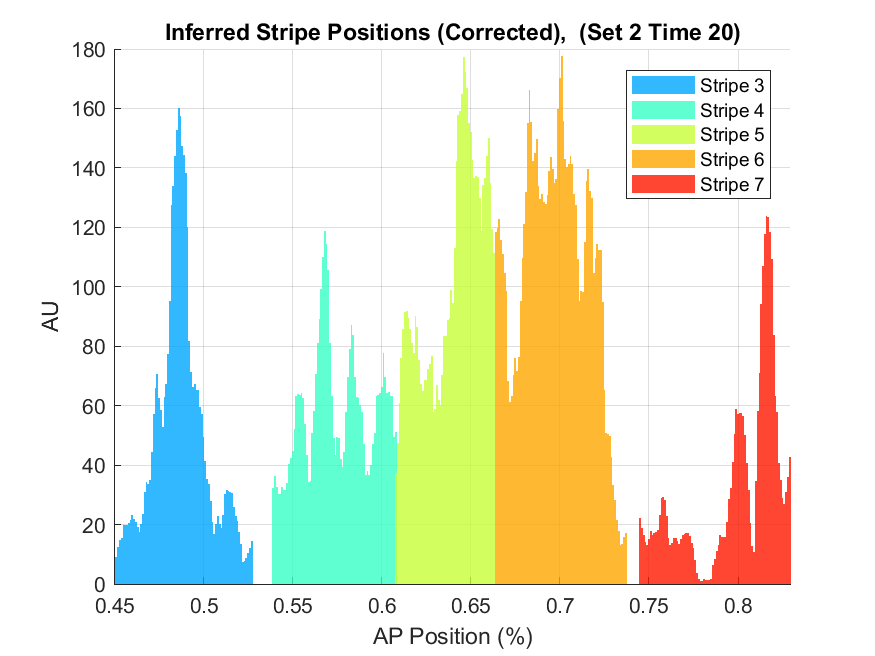 Inferred Stripe Positions (Corrected),  (Set 2 Time 20)
180
160
140
120
100
80
60
40
20
0
AU
Stripe 3
Stripe 4
Stripe 5
Stripe 6
Stripe 7
0.45 0.5 0.55 0.6 0.65 0.7 0.75 0.8
AP Position (%)